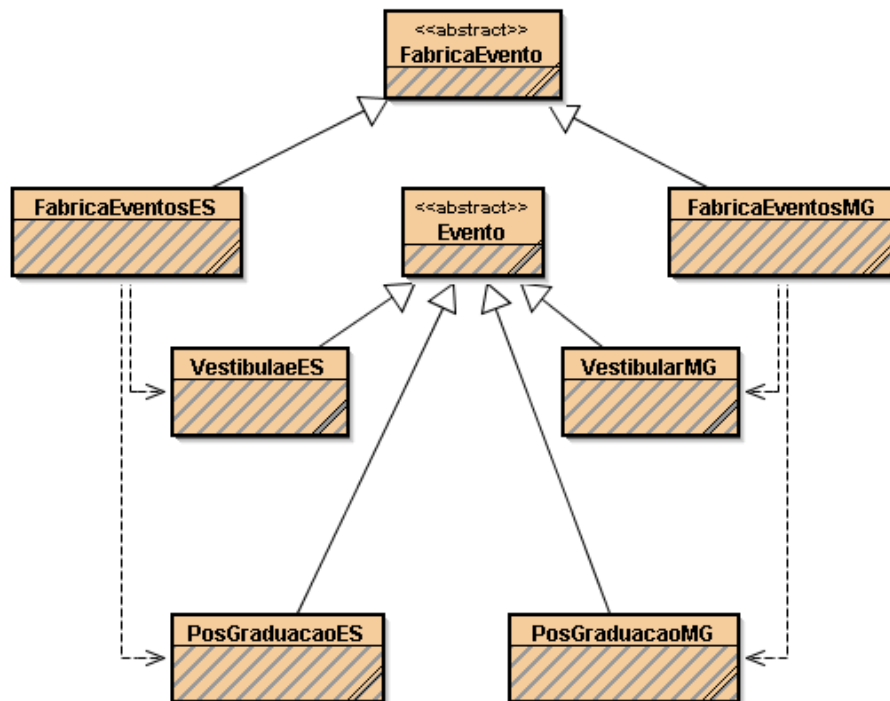 <<abstract>>
FabricaEvento
FabricaEventosES
<<abstract>>
Evento
FabricaEventosMG
VestibulaeES
VestibularMG
PosGraduacaoES
PosGraduacaoMG